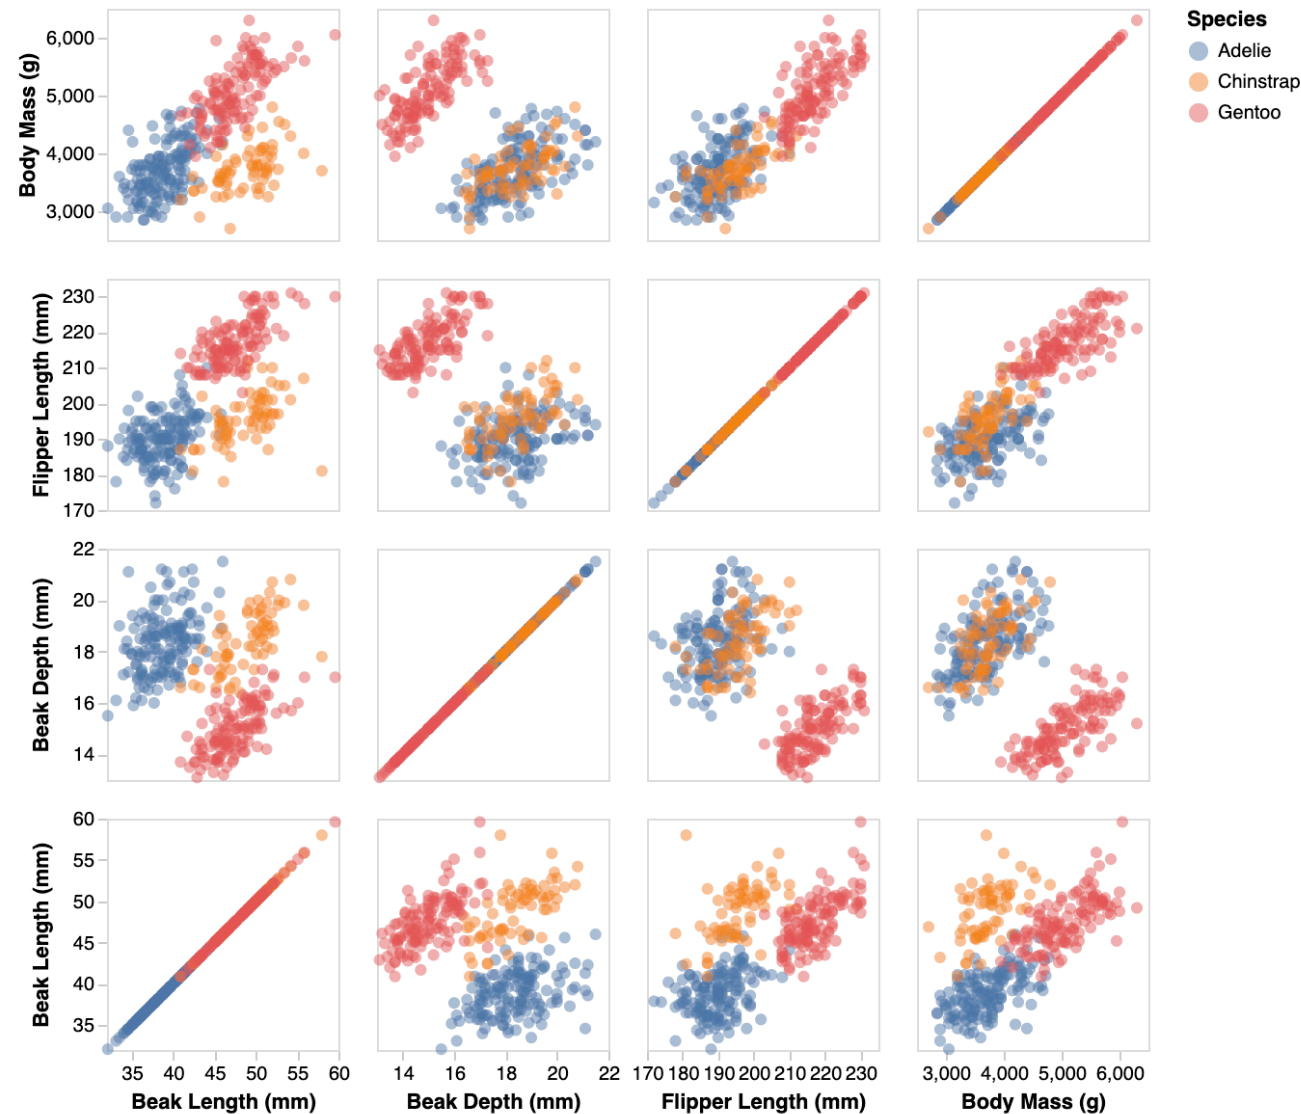 Species
Adelie
Chinstrap
Gentoo
Body Mass (g)
6,000
5,000
4,000
3,000
Flipper Length (mm)
230
220
210
200
190
180
170
Beak Depth (mm)
22
20
18
16
14
Beak Length (mm)
60
55
50
45
40
35
35 40 45 50 55 60
14 16 18 20 22
170 180 190 200 210 220 230
3,000 4,000 5,000 6,000
Beak Length (mm)
Beak Depth (mm)
Flipper Length (mm)
Body Mass (g)